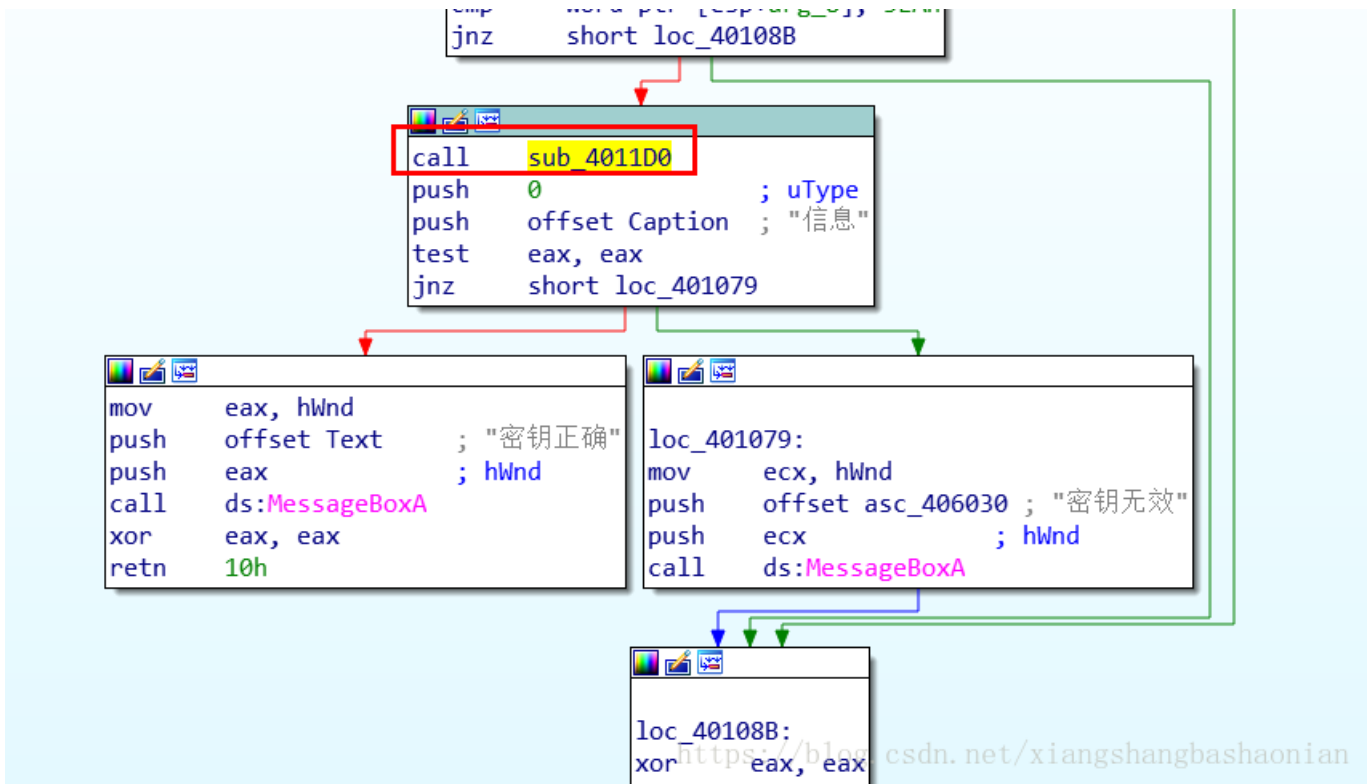 jnz short loc_40108B
call sub_4011D0
push 0 ; uType
push offset Caption ; "信息"
test eax, eax
jnz short loc_401079
mov eax, hWnd
push offset Text ; "密钥正确"
push eax ; hWnd
call ds:MessageBoxA
xor eax, eax
retn 10h
loc_401079:
mov ecx, hWnd
push offset asc_406030 ; "密钥无效"
push ecx ; hWnd
call ds:MessageBoxA
loc_40108B:
xor eax, eax
https://blog.csdn.net/xiangshangbashaonian